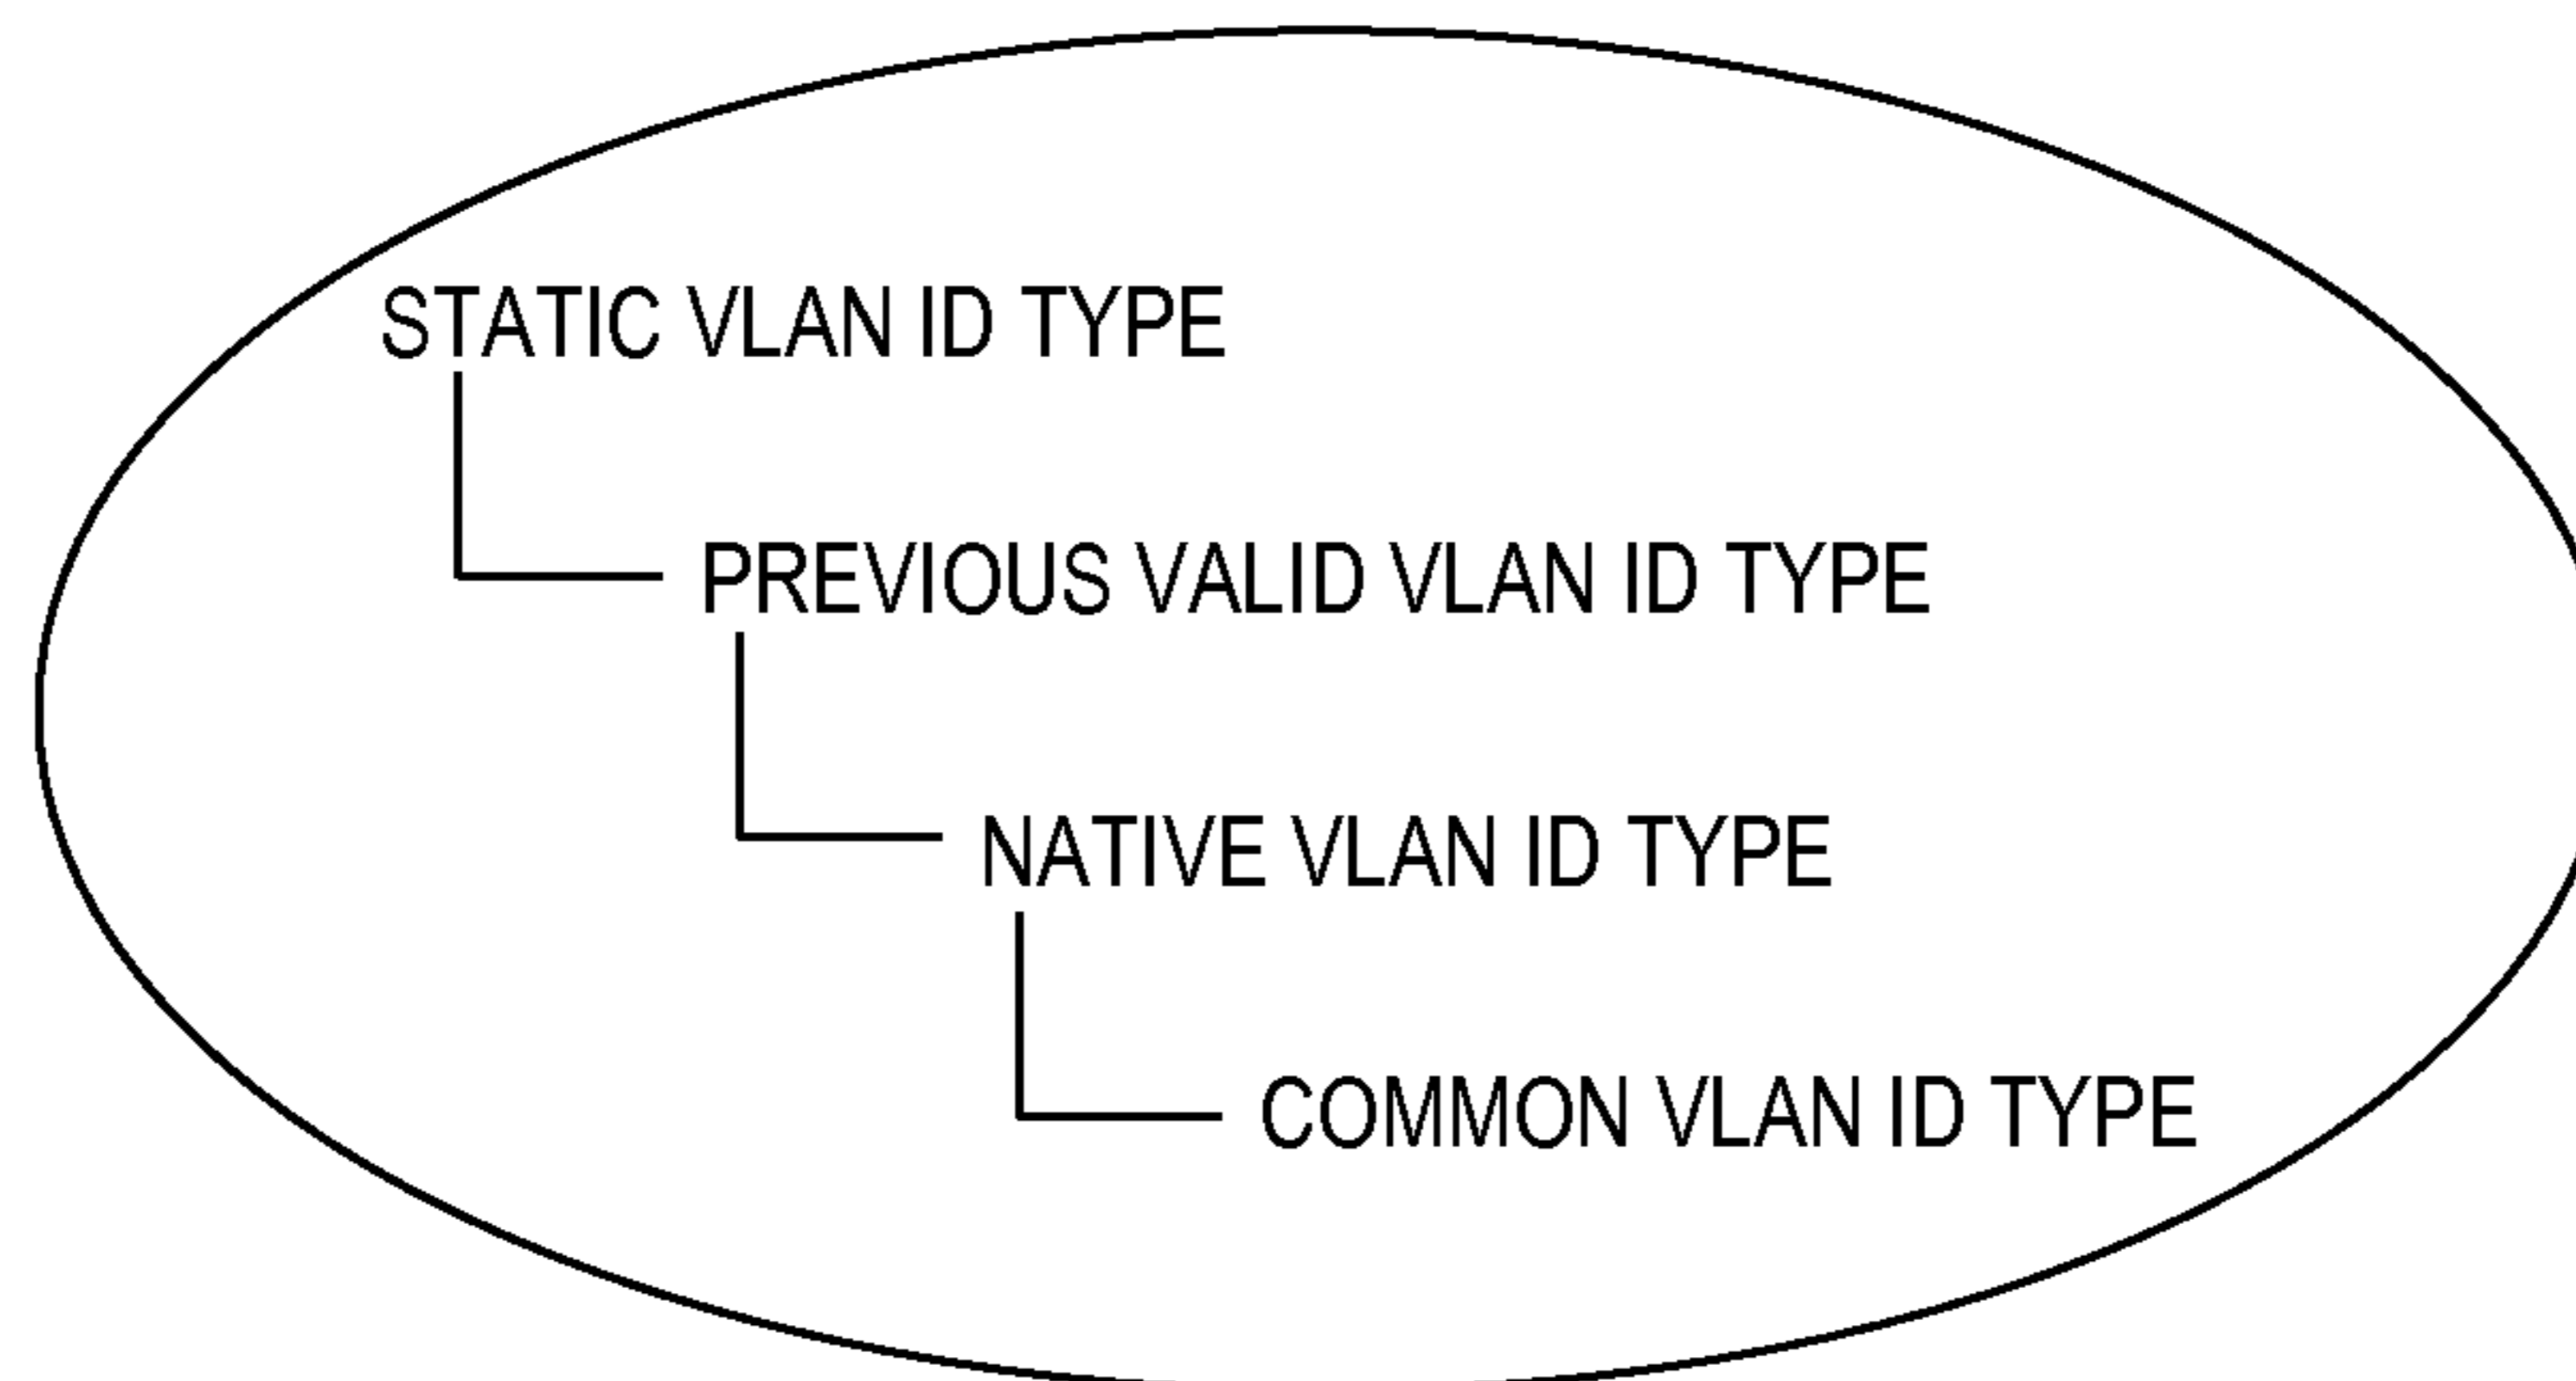 STATIC VLAN ID TYPE
PREVIOUS VALID VLAN ID TYPE
NATIVE VLAN ID TYPE
COMMON VLAN ID TYPE